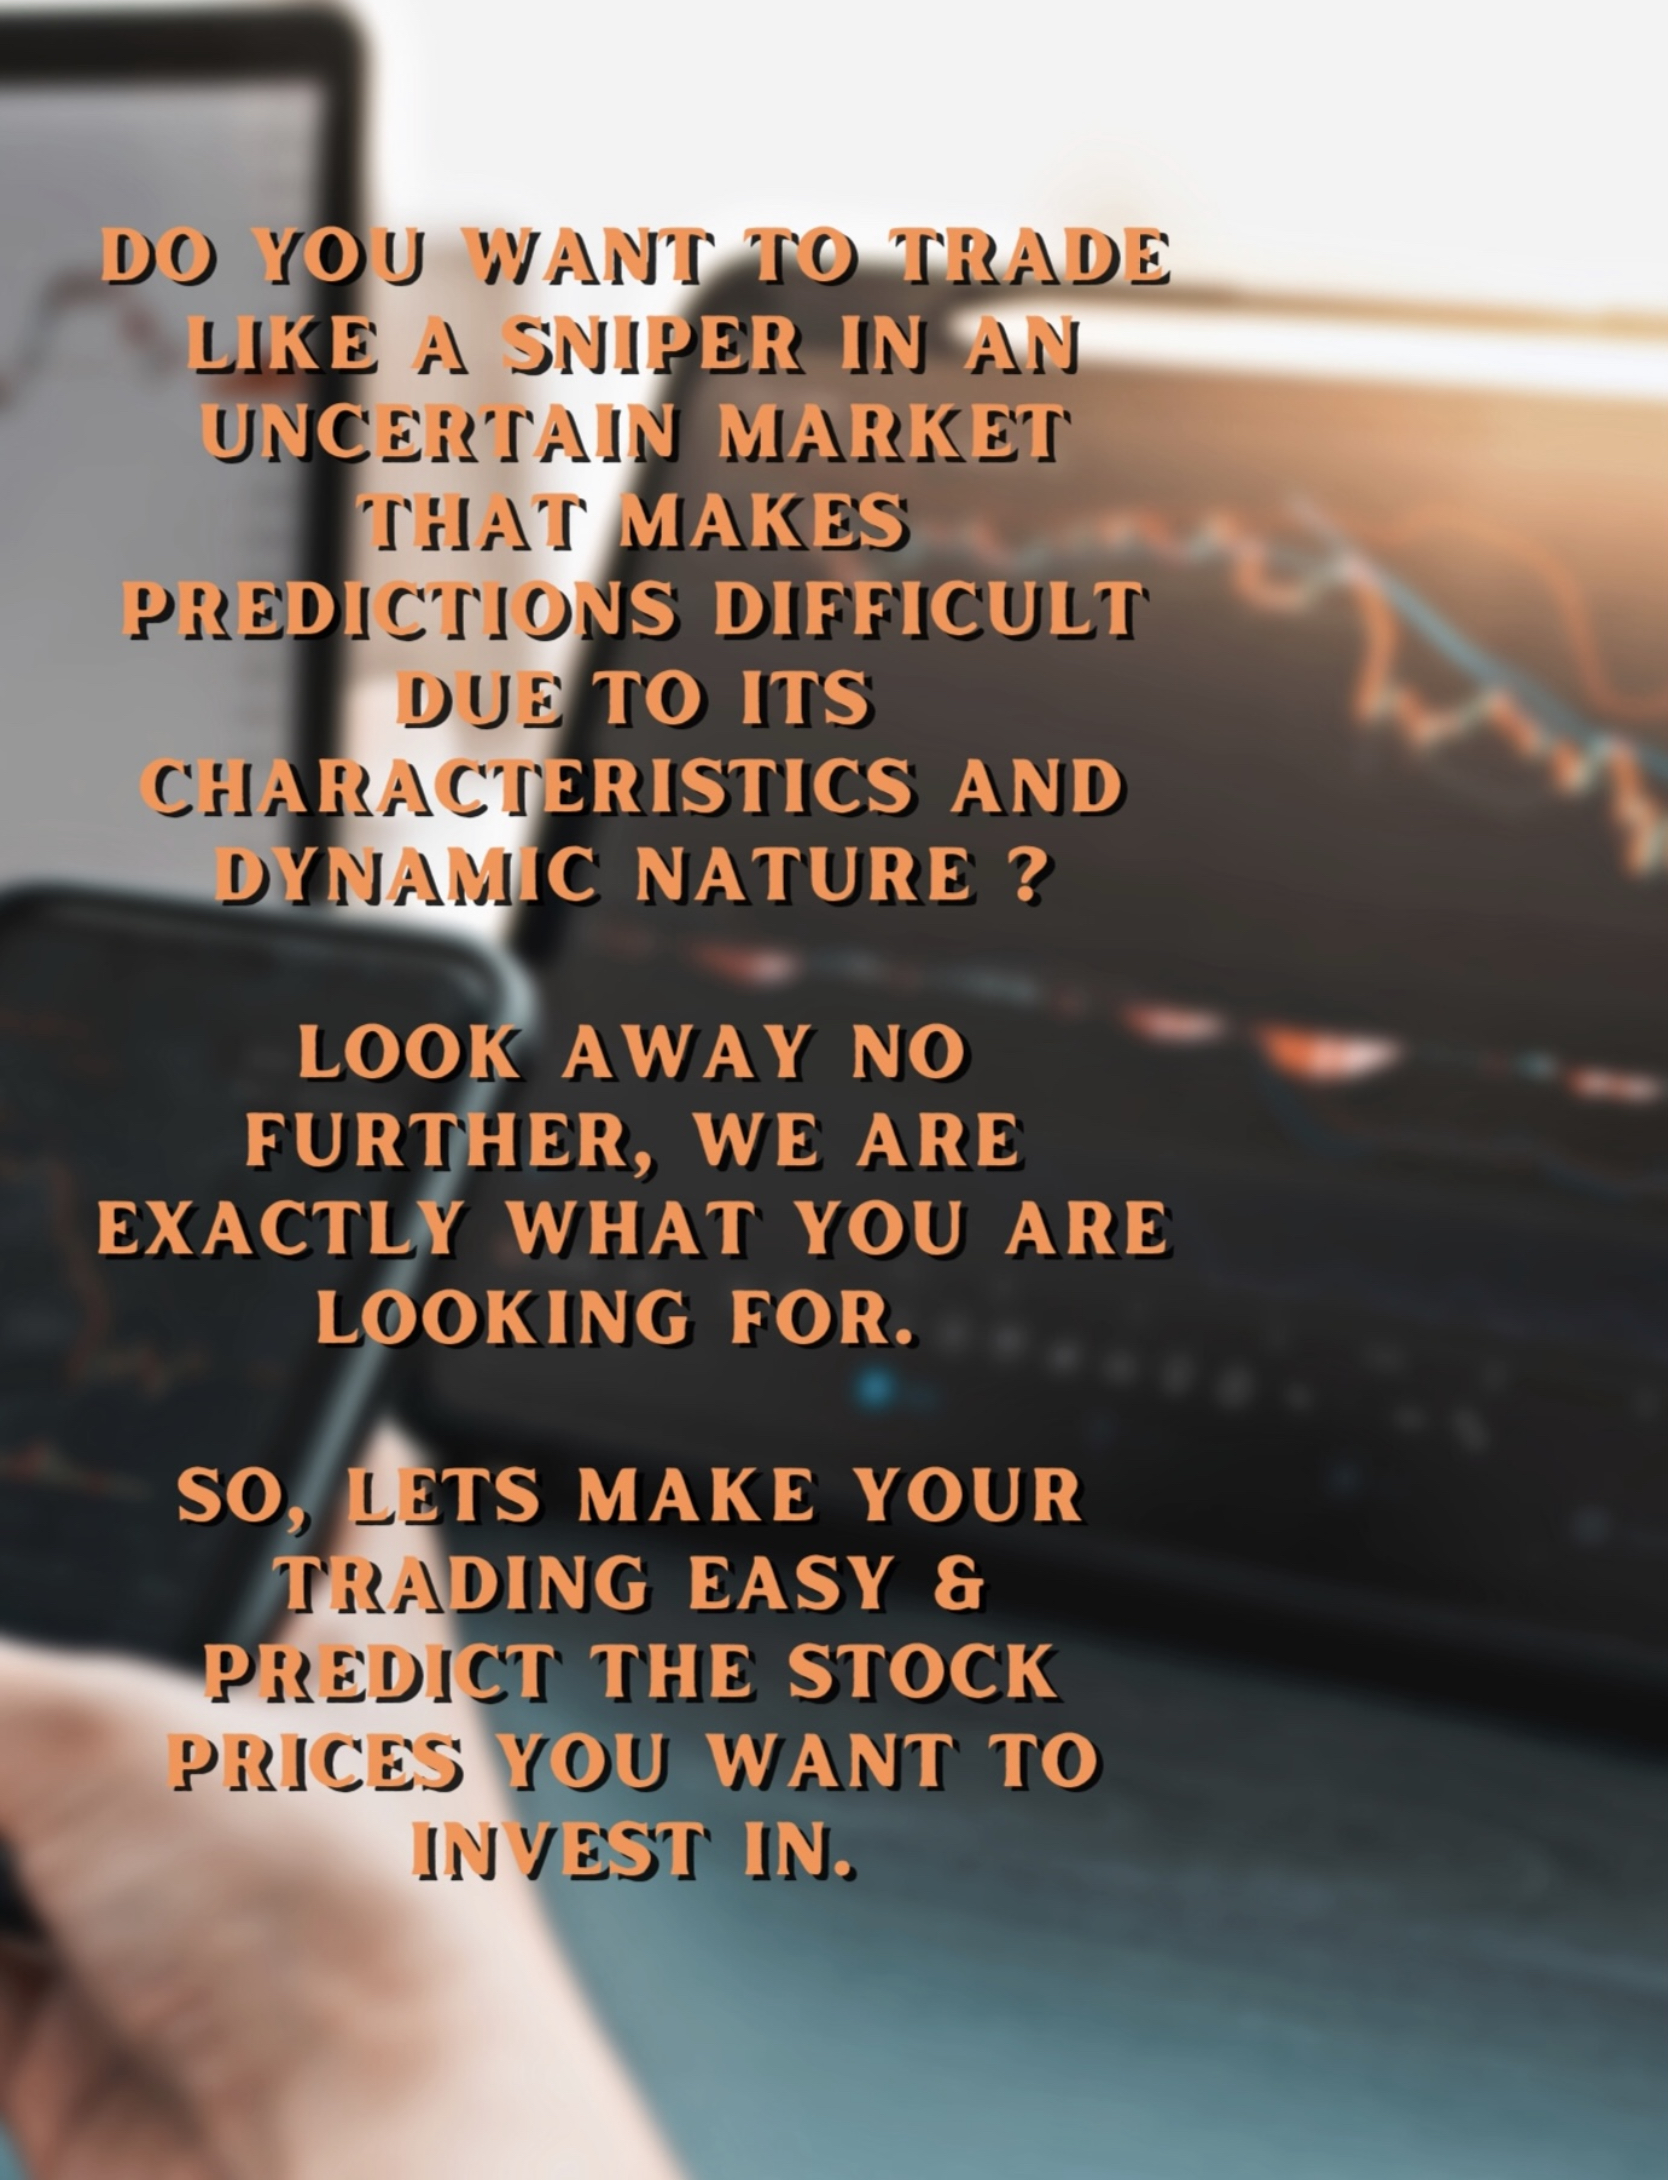 DO YOU WANT TO TRADE
LIKE A SNIPER IN AN
UNCERTAIN MARKET
THAT MAKES
PREDICTIONS DIFFICULT
DUE TO ITS
CHARACTERISTICS AND
DYNAMIC NATURE ?
LOOK AWAY NO
FURTHER, WE ARE
EXACTLY WHAT YOU ARE
LOOKING FOR.
SO, LETS MAKE YOUR
TRADING EASY &
PREDICT THE STOCK
PRICES YOU WANT TO
INVEST IN.